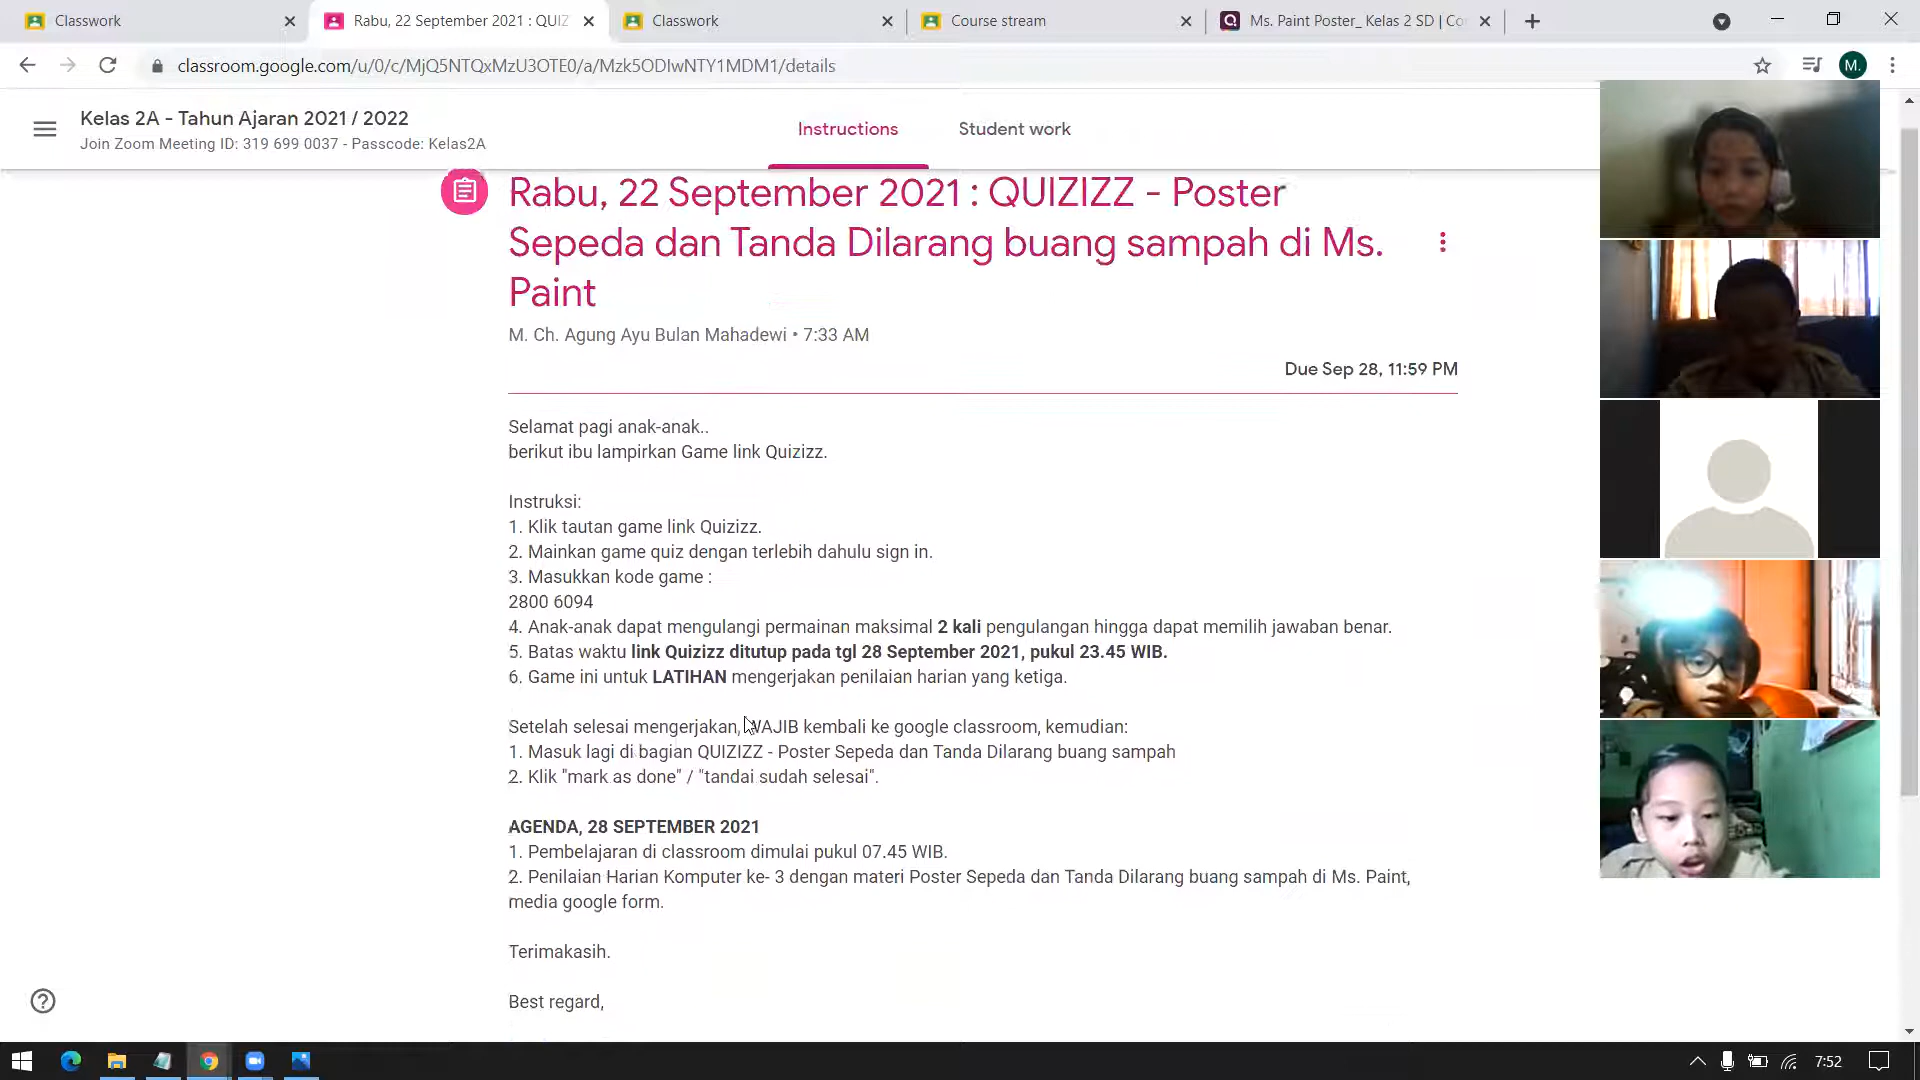 Classwork
Rabu, 22 September 2021 : QUIZ
Classwork
Course stream
Ms. Paint Poster_ Kelas 2 SD | Co
classroom.google.com/u/0/c/MjQ5NTQxMzU3OTE0/a/Mzk5ODIwNTY1MDM1/details
M.
Kelas 2A - Tahun Ajaran 2021 / 2022
Join Zoom Meeting ID: 319 699 0037 - Passcode: Kelas2A
Instructions
Student work
Rabu, 22 September 2021 : QUIZIZZ - Poster
Sepeda dan Tanda Dilarang buang sampah di Ms.
Paint
M. Ch. Agung Ayu Bulan Mahadewi • 7:33 AM
Due Sep 28, 11:59 PM
Selamat pagi anak-anak..
berikut ibu lampirkan Game link Quizizz.
Instruksi:
1. Klik tautan game link Quizizz.
2. Mainkan game quiz dengan terlebih dahulu sign in.
3. Masukkan kode game :
2800 6094
4. Anak-anak dapat mengulangi permainan maksimal 2 kali pengulangan hingga dapat memilih jawaban benar.
5. Batas waktu link Quizizz ditutup pada tgl 28 September 2021, pukul 23.45 WIB.
6. Game ini untuk LATIHAN mengerjakan penilaian harian yang ketiga.
Setelah selesai mengerjakan, WAJIB kembali ke google classroom, kemudian:
1. Masuk lagi di bagian QUIZIZZ - Poster Sepeda dan Tanda Dilarang buang sampah
2. Klik "mark as done" / "tandai sudah selesai".
AGENDA, 28 SEPTEMBER 2021
1. Pembelajaran di classroom dimulai pukul 07.45 WIB.
2. Penilaian Harian Komputer ke- 3 dengan materi Poster Sepeda dan Tanda Dilarang buang sampah di Ms. Paint,
media google form.
Terimakasih.
Best regard,
7:52